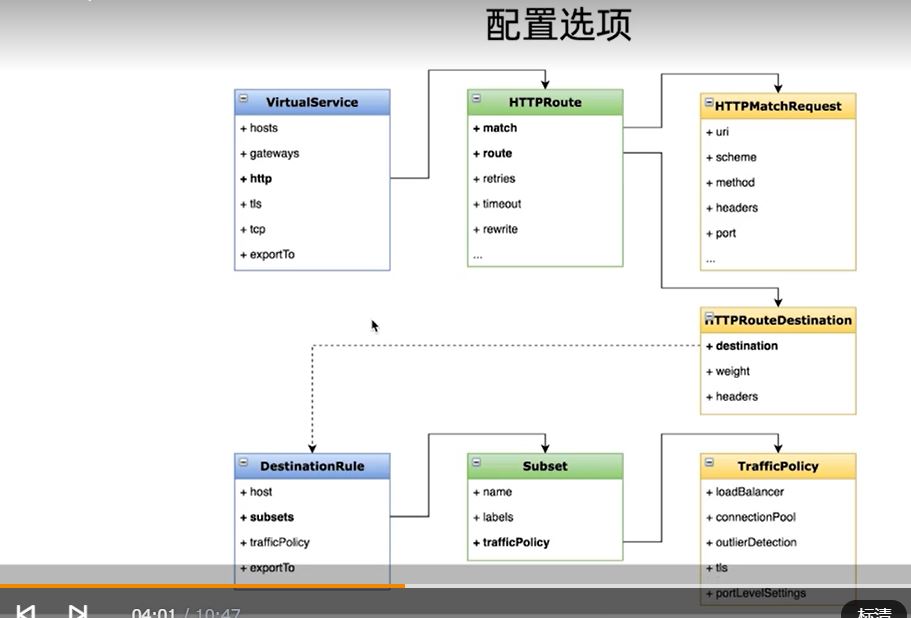 配置选项
VirtualService
+ hosts
+ gateways
+ http
+ tls
+ tcp
+ exportTo
HTTPRoute
+ match
+ route
+ retries
+ timeout
+ rewrite
...
HTTPMatchRequest
+ uri
+ scheme
+ method
+ headers
+ port
...
HTTPRouteDestination
+ destination
+ weight
+ headers
DestinationRule
+ host
+ subsets
+ trafficPolicy
+ exportTo
Subset
+ name
+ labels
+ trafficPolicy
TrafficPolicy
+ loadBalancer
+ connectionPool
+ outlierDetection
+ tls
+ portLevelSettings
04:01 / 10:47
标清